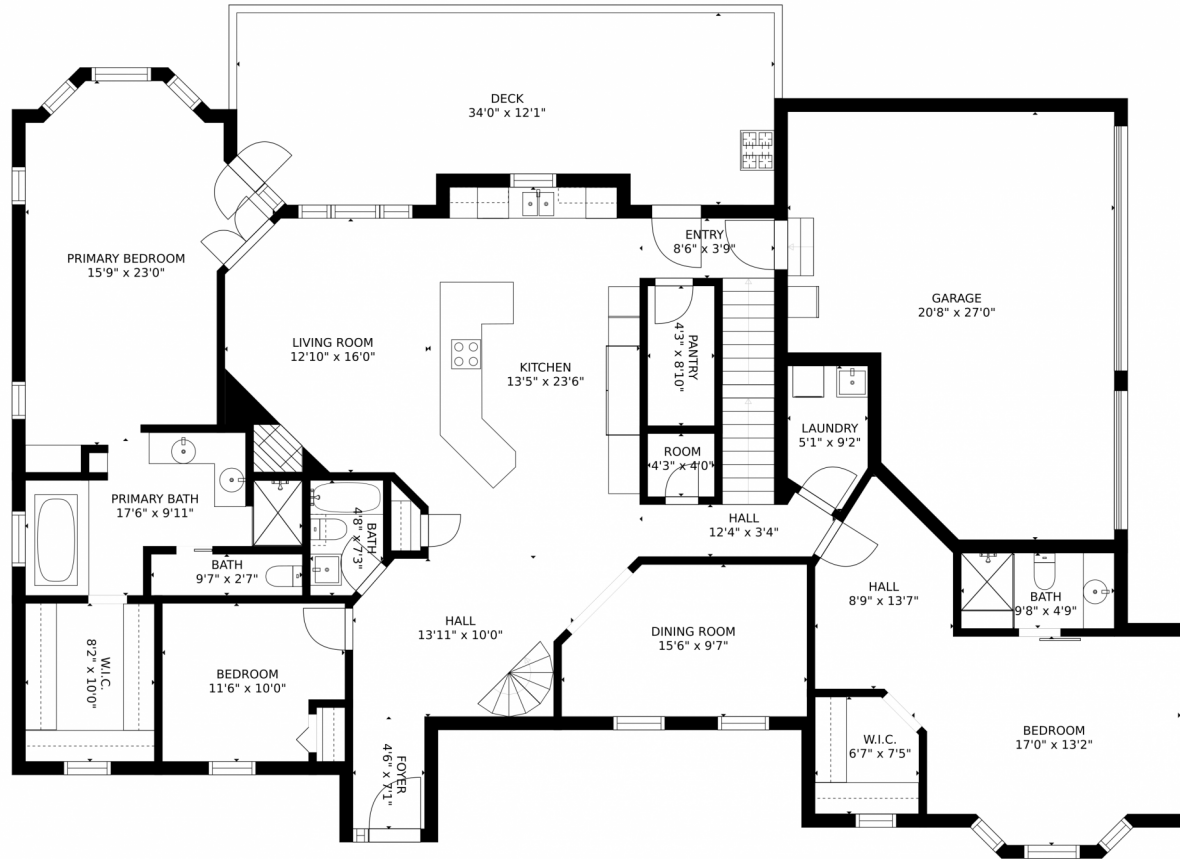 DECK
34'0" x 12'1"
ENTRY
8'6" x 3'9"
PRIMARY BEDROOM
15'9" x 23'0"
GARAGE
20'8" x 27'0"
LIVING ROOM
12'10" x 16'0"
KITCHEN
13'5" x 23'6"
PANTRY
4'3" x 8'10"
LAUNDRY
5'1" x 9'2"
ROOM
4'3" x 4'0"
PRIMARY BATH
17'6" x 9'11"
BATH
4'8" x 7'3"
HALL
12'4" x 3'4"
BATH
9'7" x 2'7"
HALL
8'9" x 13'7"
BATH
9'8" x 4'9"
HALL
13'11" x 10'0"
DINING ROOM
15'6" x 9'7"
W.I.C.
8'2" x 10'0"
BEDROOM
11'6" x 10'0"
BEDROOM
17'0" x 13'2"
W.I.C.
6'7" x 7'5"
FOYER
4'6" x 7'1"